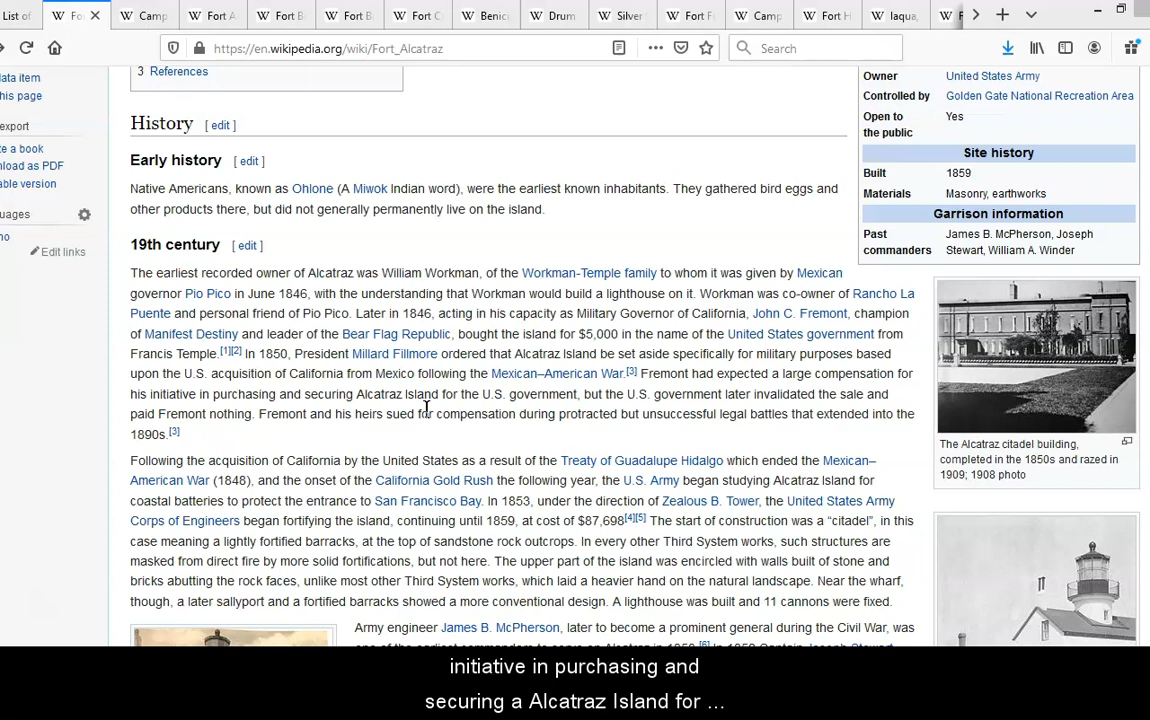 List of
Fo
Camp
Fort A
Fort B
Fort B
Fort C
Benic
Drum
Silver
Fort F
Camp
Fort H
Iaqua,
https://en.wikipedia.org/wiki/Fort_Alcatraz
Search
data item
his page
export
te a book
nload as PDF
able version
uages
no
Edit links
3 References
History [ edit ]
Early history [ edit ]
Native Americans, known as Ohlone (A Miwok Indian word), were the earliest known inhabitants. They gathered bird eggs and
other products there, but did not generally permanently live on the island.
19th century [ edit ]
The earliest recorded owner of Alcatraz was William Workman, of the Workman-Temple family to whom it was given by Mexican
governor Pio Pico in June 1846, with the understanding that Workman would build a lighthouse on it. Workman was co-owner of Rancho La
Puente and personal friend of Pio Pico. Later in 1846, acting in his capacity as Military Governor of California, John C. Fremont, champion
of Manifest Destiny and leader of the Bear Flag Republic, bought the island for $5,000 in the name of the United States government from
Francis Temple.[1][2] In 1850, President Millard Fillmore ordered that Alcatraz Island be set aside specifically for military purposes based
upon the U.S. acquisition of California from Mexico following the Mexican–American War.[3] Fremont had expected a large compensation for
his initiative in purchasing and securing Alcatraz Island for the U.S. government, but the U.S. government later invalidated the sale and
paid Fremont nothing. Fremont and his heirs sued for compensation during protracted but unsuccessful legal battles that extended into the
1890s.[3]
Following the acquisition of California by the United States as a result of the Treaty of Guadalupe Hidalgo which ended the Mexican–
American War (1848), and the onset of the California Gold Rush the following year, the U.S. Army began studying Alcatraz Island for
coastal batteries to protect the entrance to San Francisco Bay. In 1853, under the direction of Zealous B. Tower, the United States Army
Corps of Engineers began fortifying the island, continuing until 1859, at cost of $87,698[4][5] The start of construction was a “citadel”, in this
case meaning a lightly fortified barracks, at the top of sandstone rock outcrops. In every other Third System works, such structures are
masked from direct fire by more solid fortifications, but not here. The upper part of the island was encircled with walls built of stone and
bricks abutting the rock faces, unlike most other Third System works, which laid a heavier hand on the natural landscape. Near the wharf,
though, a later sallyport and a fortified barracks showed a more conventional design. A lighthouse was built and 11 cannons were fixed.
Army engineer James B. McPherson, later to become a prominent general during the Civil War, was
Owner United States Army
Controlled by Golden Gate National Recreation Area
Open to the public Yes
Site history
Built 1859
Materials Masonry, earthworks
Garrison information
Past commanders James B. McPherson, Joseph
Stewart, William A. Winder
The Alcatraz citadel building,
completed in the 1850s and razed in
1909; 1908 photo
initiative in purchasing and
securing a Alcatraz Island for ...